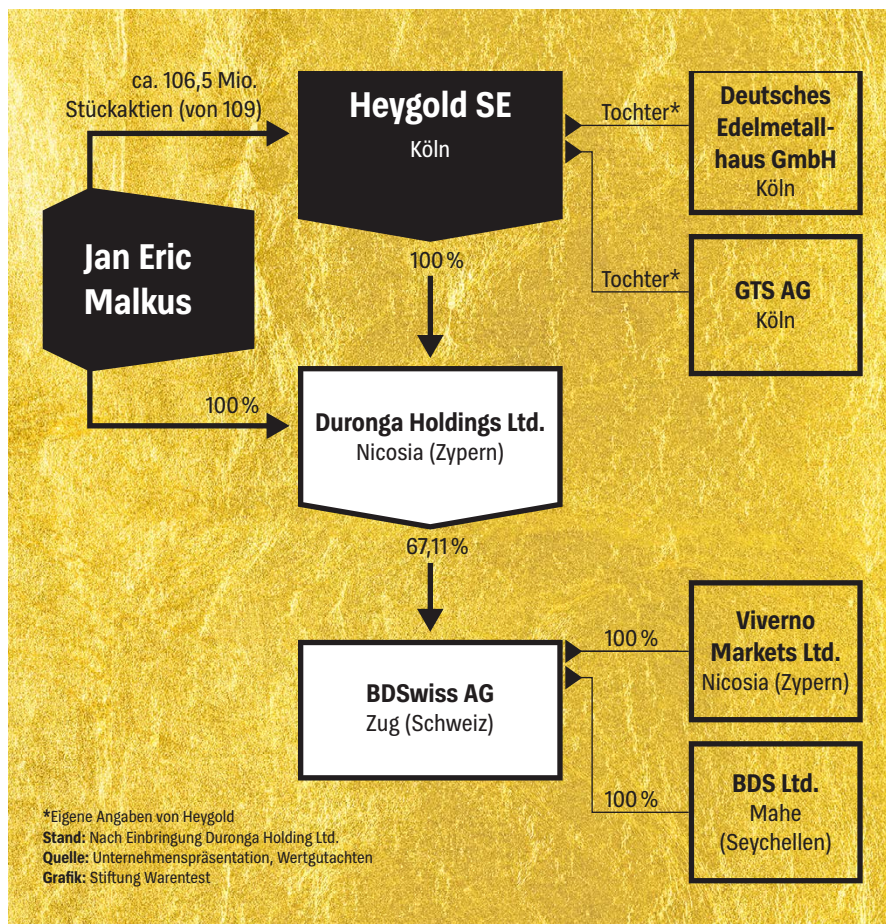 ca. 106,5 Mio.
Stückaktien (von 109)
Heygold SE
Köln
Tochter*
Deutsches
Edelmetall-
haus GmbH
Köln
Jan Eric
Malkus
100 %
Tochter*
GTS AG
Köln
100 %
Duronga Holdings Ltd.
Nicosia (Zypern)
67,11 %
BDSwiss AG
Zug (Schweiz)
100 %
Viverno
Markets Ltd.
Nicosia (Zypern)
100 %
BDS Ltd.
Mahe
(Seychellen)
*Eigene Angaben von Heygold
Stand: Nach Einbringung Duronga Holding Ltd.
Quelle: Unternehmenspräsentation, Wertgutachten
Grafik: Stiftung Warentest